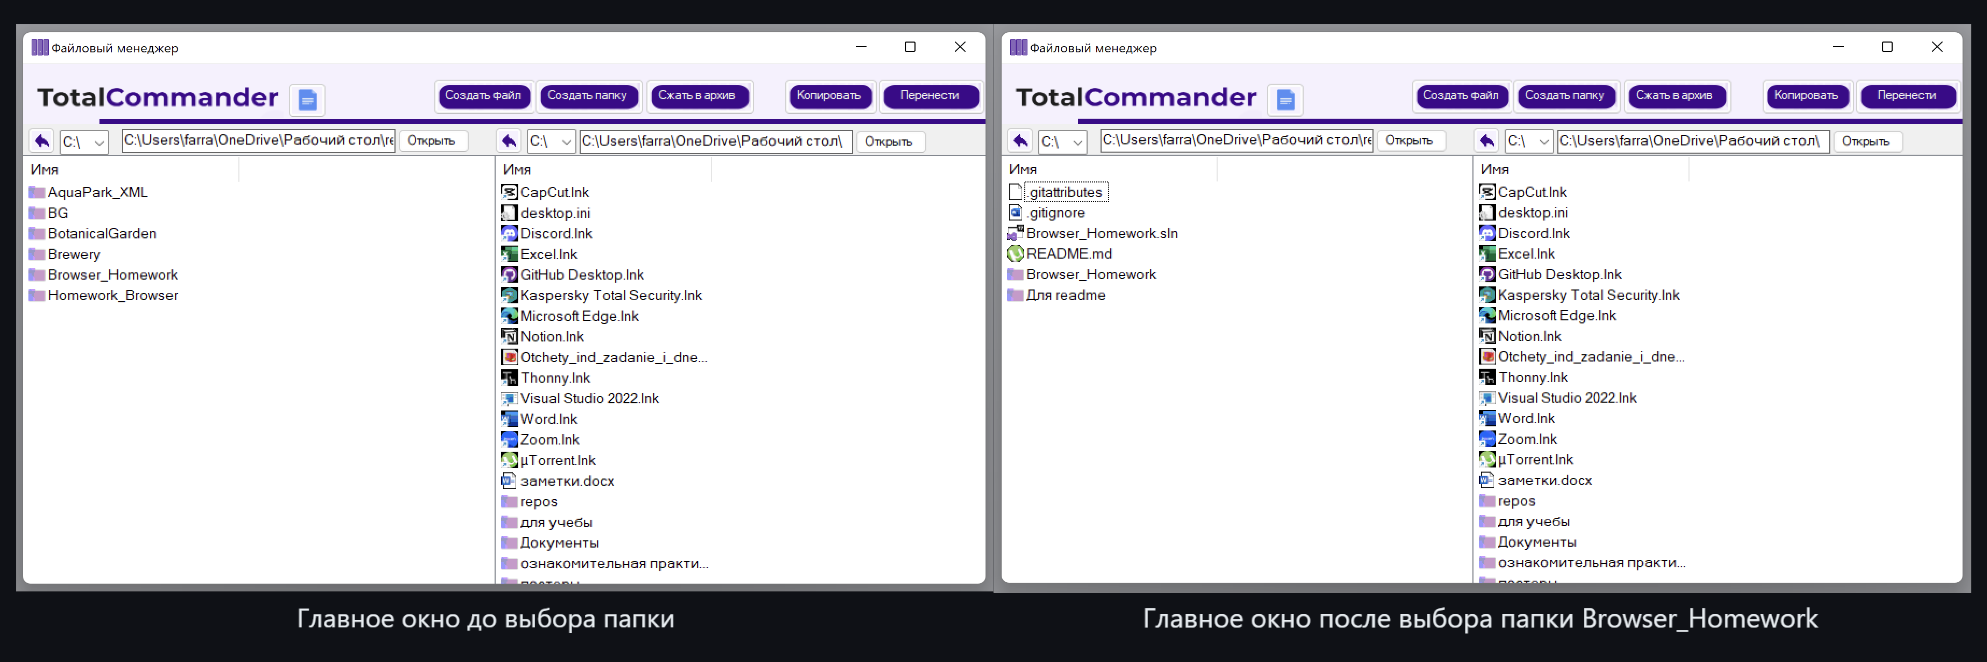 Файловый менеджер
TotalCommander
Создать файл Создать папку Сжать в архив Копировать Перенести
C:\ C:\Users\farra\OneDrive\Рабочий стол\re Открыть C:\ C:\Users\farra\OneDrive\Рабочий стол\ Открыть
Имя
AquaPark_XML
BG
BotanicalGarden
Brewery
Browser_Homework
Homework_Browser
Имя
CapCut.lnk
desktop.ini
Discord.lnk
Excel.lnk
GitHub Desktop.lnk
Kaspersky Total Security.lnk
Microsoft Edge.lnk
Notion.lnk
Otchety_ind_zadanie_i_dne...
Thonny.lnk
Visual Studio 2022.lnk
Word.lnk
Zoom.lnk
µTorrent.lnk
заметки.docx
repos
для учебы
Документы
ознакомительная практи...
Главное окно до выбора папки
Файловый менеджер
TotalCommander
Создать файл Создать папку Сжать в архив Копировать Перенести
C:\ C:\Users\farra\OneDrive\Рабочий стол\re Открыть C:\ C:\Users\farra\OneDrive\Рабочий стол\ Открыть
Имя
.gitattributes
.gitignore
Browser_Homework.sln
README.md
Browser_Homework
Для readme
Имя
CapCut.lnk
desktop.ini
Discord.lnk
Excel.lnk
GitHub Desktop.lnk
Kaspersky Total Security.lnk
Microsoft Edge.lnk
Notion.lnk
Otchety_ind_zadanie_i_dne...
Thonny.lnk
Visual Studio 2022.lnk
Word.lnk
Zoom.lnk
µTorrent.lnk
заметки.docx
repos
для учебы
Документы
ознакомительная практи...
Главное окно после выбора папки Browser_Homework